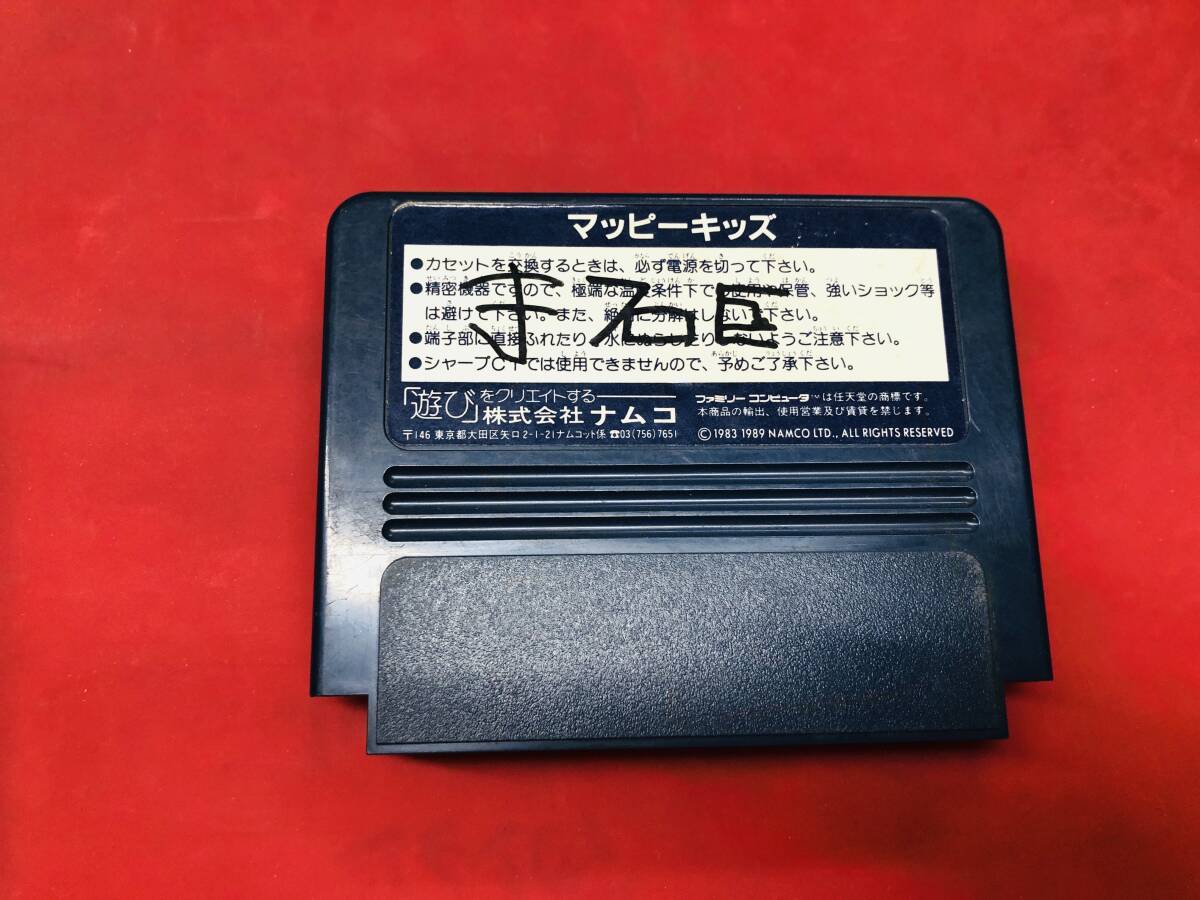 マッピーキッズ
●カセットを交換するときは、必ず電源を切って下さい。
●精密機器ですので、極端な温度条件下での使用や保管、強いショック等
は避けて下さい。また、絶対に分解はしないで下さい。
●端子部に直接ふれたり、水にぬらしたりしないようご注意下さい。
●シャープC1では使用できませんので、予めご了承下さい。
「遊び」をクリエイトする
株式会社 ナムコ
〒146 東京都大田区矢口2-1-21ナムコット係 ☎03(756)7651
ファミリーコンピュータ™は任天堂の商標です。
本商品の輸出、使用営業及び賃貸を禁じます。
©1983 1989 NAMCO LTD., ALL RIGHTS RESERVED